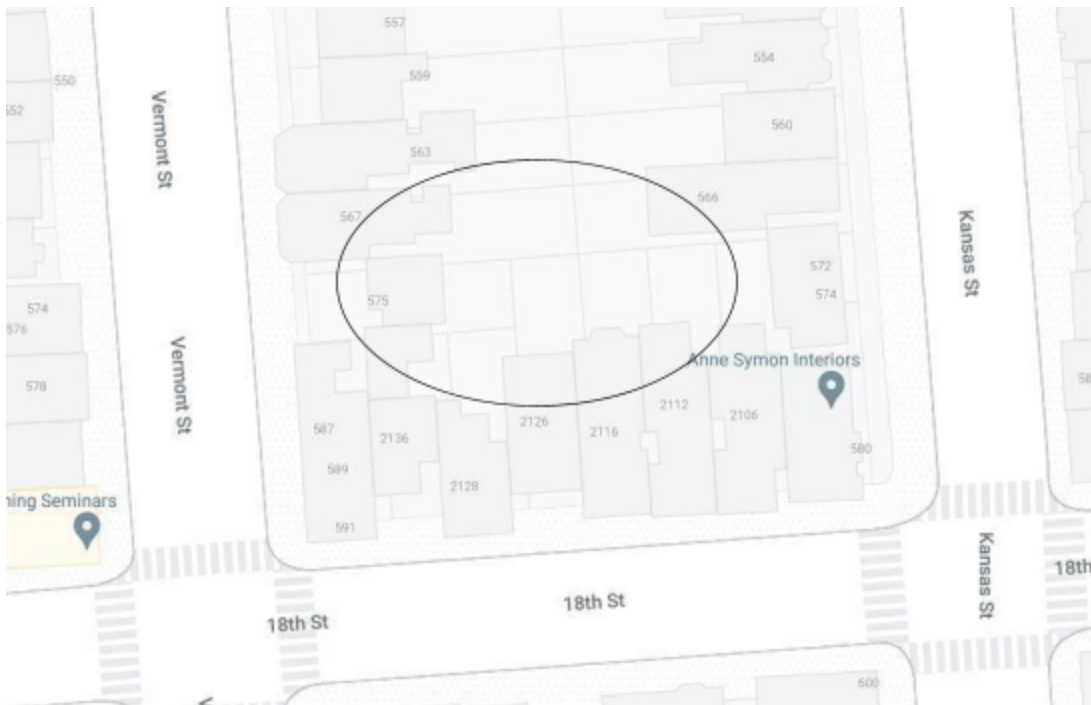 557
554
550
559
552
Vermont St
560
563
566
567
Kansas St
572
575
574
574
576
Vermont St
Anne Symon Interiors
578
2126
2112
2106
587
2136
2116
589
580
2128
ning Seminars
591
Kansas St
18th
18th St
18th St
600